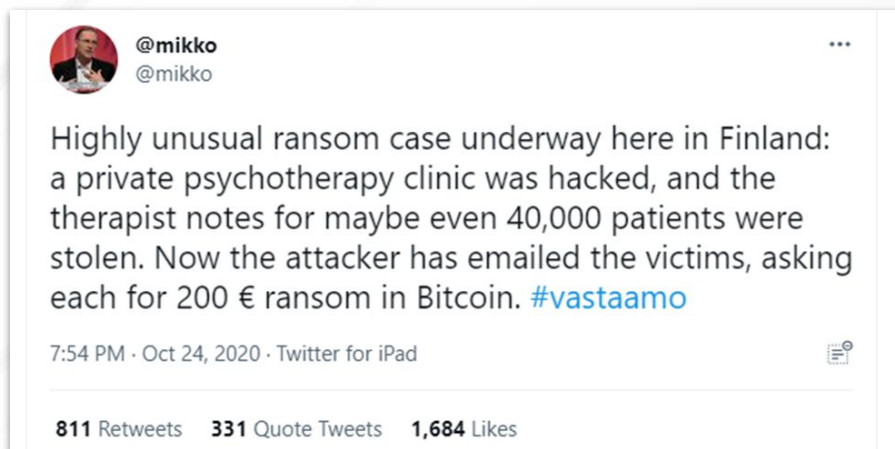 @mikko
@mikko
Highly unusual ransom case underway here in Finland:
a private psychotherapy clinic was hacked, and the
therapist notes for maybe even 40,000 patients were
stolen. Now the attacker has emailed the victims, asking
each for 200 € ransom in Bitcoin. #vastaamo
7:54 PM · Oct 24, 2020 · Twitter for iPad
811 Retweets 331 Quote Tweets 1,684 Likes